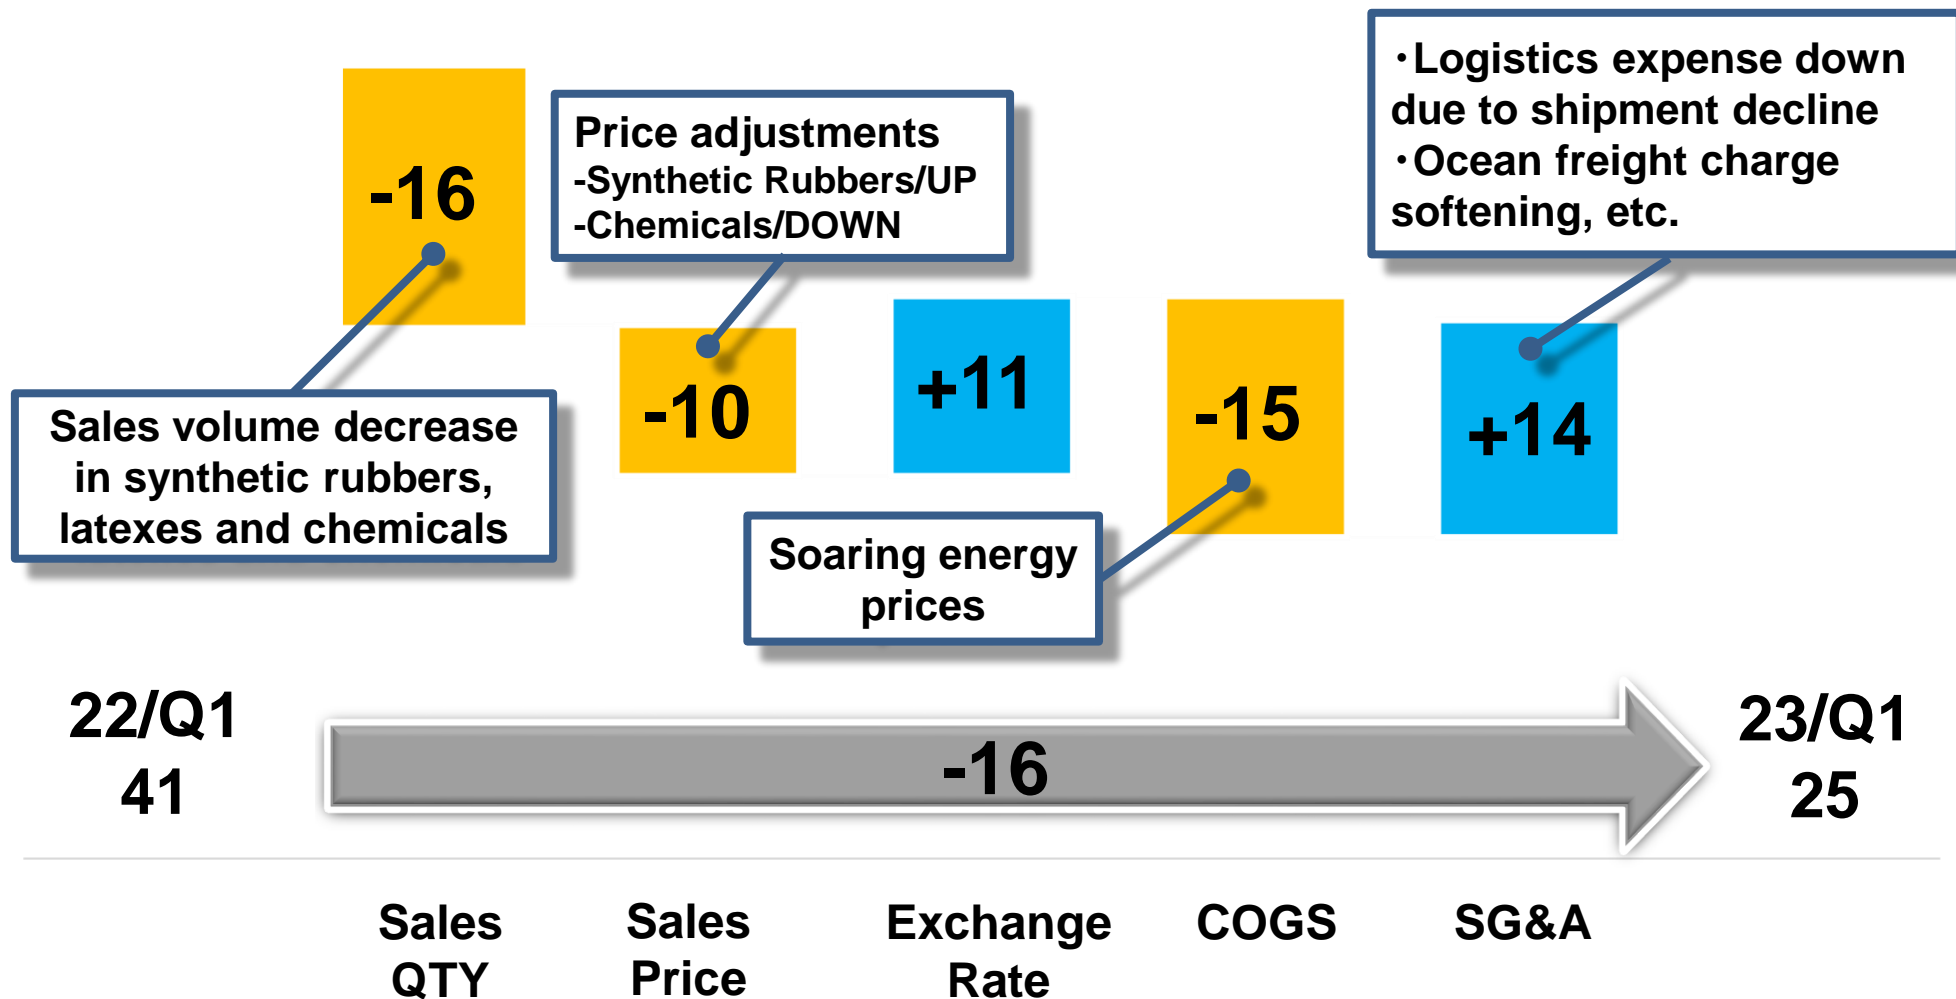 -16
Price adjustments
-Synthetic Rubbers/UP
-Chemicals/DOWN
・Logistics expense down
due to shipment decline
・Ocean freight charge
softening, etc.
-10
+11
-15
+14
Sales volume decrease
in synthetic rubbers,
latexes and chemicals
Soaring energy
prices
22/Q1
41
-16
23/Q1
25
Sales
QTY
Sales
Price
Exchange
Rate
COGS
SG&A